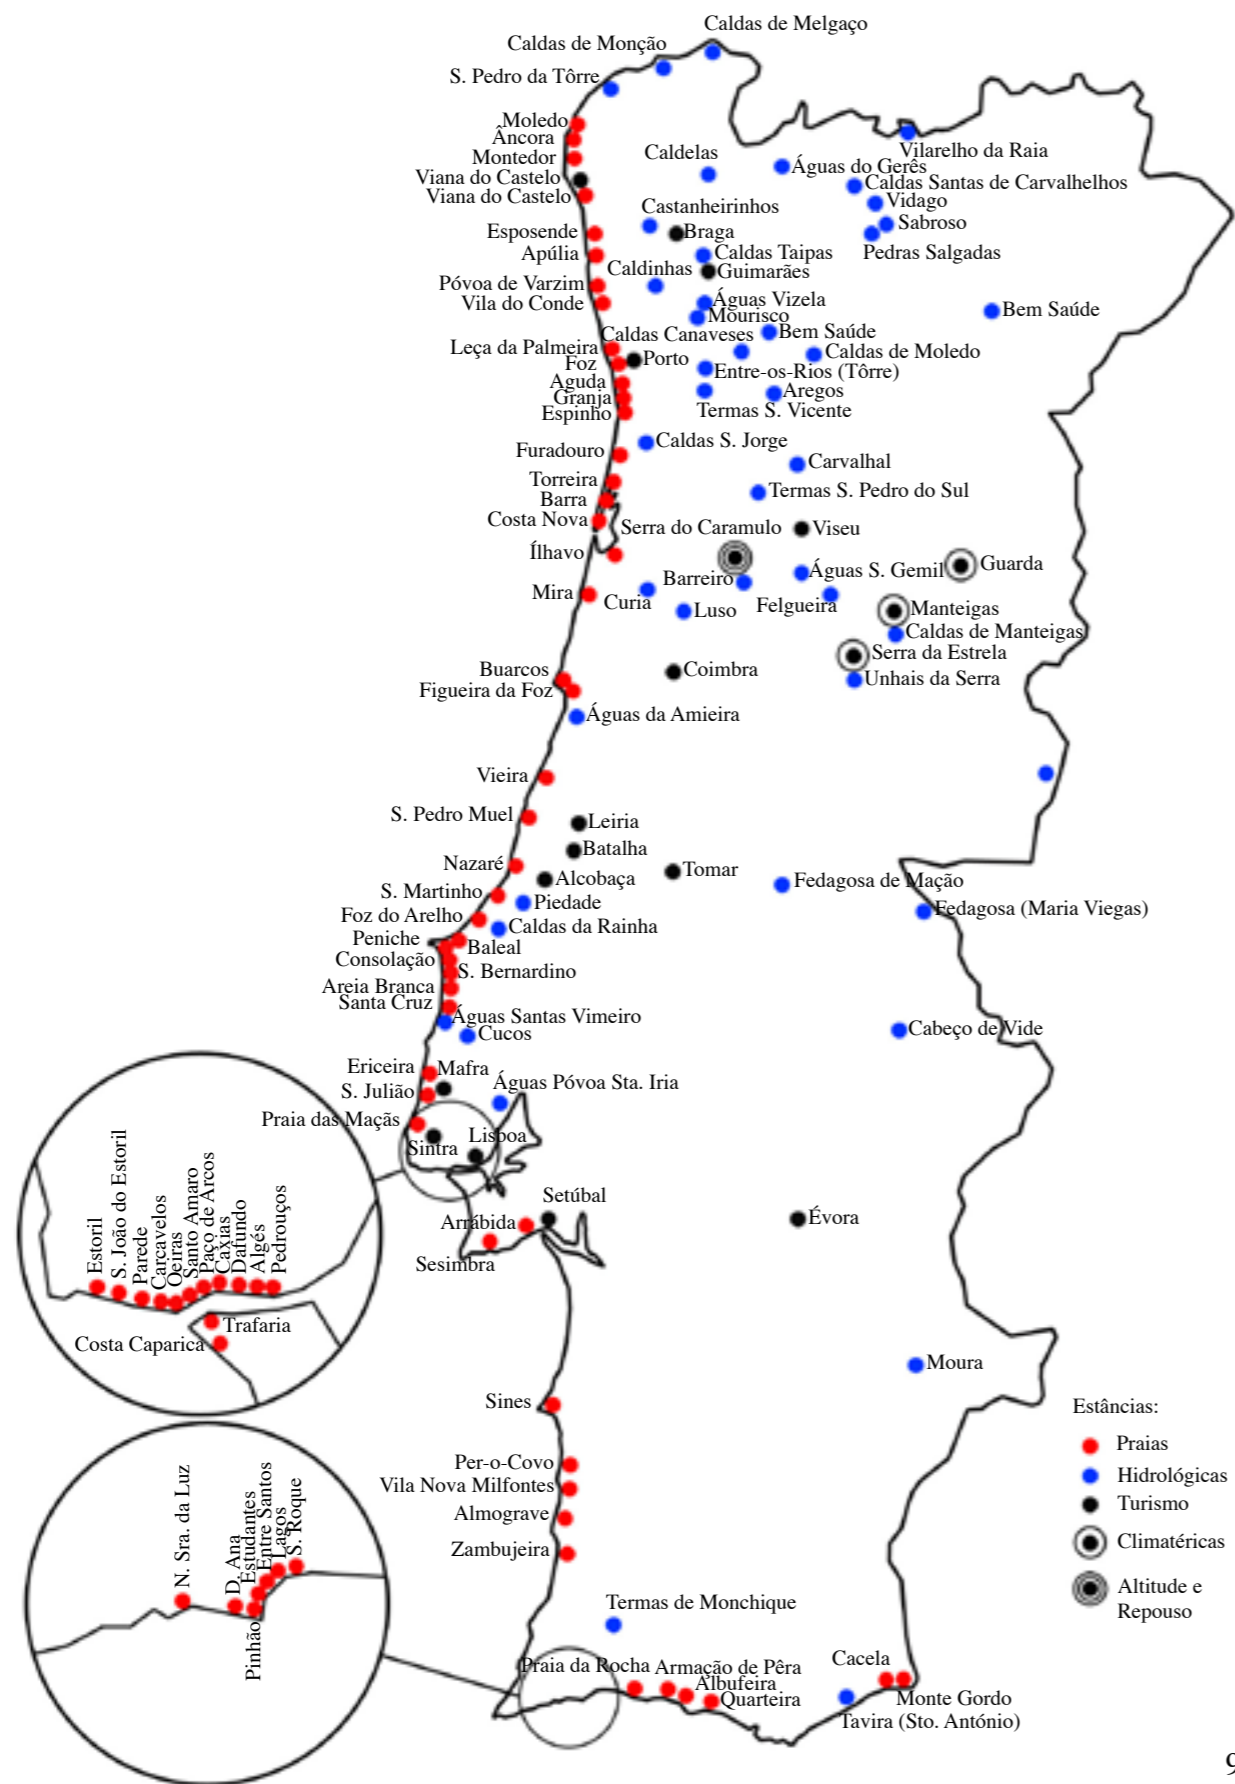 Caldas de Melgaço
Caldas de Monção
S. Pedro da Tôrre
Moledo
Âncora
Montedor
Viana do Castelo
Viana do Castelo
Caldelas
Vilarelho da Raia
Águas do Gerês
Caldas Santas de Carvalhelhos
Vidago
Sabroso
Pedras Salgadas
Castanheirinhos
Esposende
Braga
Apúlia
Caldas Taipas
Caldinhas
Guimarães
Póvoa de Varzim
Vila do Conde
Águas Vizela
Mourisco
Bem Saúde
Caldas Canaveses
Bem Saúde
Leça da Palmeira
Foz
Porto
Caldas de Moledo
Entre-os-Rios (Tôrre)
Aguda
Granja
Espinho
Aregos
Termas S. Vicente
Furadouro
Caldas S. Jorge
Carvalhal
Torreira
Barra
Costa Nova
Termas S. Pedro do Sul
Serra do Caramulo
Viseu
Ílhavo
Barreiro
Águas S. Gemil
Guarda
Mira
Curia
Luso
Felgueira
Manteigas
Caldas de Manteigas
Serra da Estrela
Unhais da Serra
Buarcos
Figueira da Foz
Coimbra
Águas da Amieira
Vieira
S. Pedro Muel
Leiria
Batalha
Nazaré
Alcobaça
Tomar
Fedagosa de Mação
Fedagosa (Maria Viegas)
S. Martinho
Piedade
Foz do Arelho
Caldas da Rainha
Peniche
Baleal
Consolação
S. Bernardino
Areia Branca
Santa Cruz
Águas Santas Vimeiro
Cucos
Cabeço de Vide
Ericeira
Mafra
S. Julião
Águas Póvoa Sta. Iria
Praia das Maçãs
Sintra
Lisboa
Estoril
S. João do Estoril
Parede
Carcavelos
Oeiras
Santo Amaro
Paço de Arcos
Caxias
Dafundo
Algés
Pedrouços
Trafaria
Costa Caparica
Setúbal
Arrábida
Sesimbra
Évora
Moura
Sines
Per-o-Covo
Vila Nova Milfontes
Almograve
Zambujeira
N. Sra. da Luz
D. Ana
Estudantes
Entre Santos
Lagos
S. Roque
Pinhão
Termas de Monchique
Praia da Rocha
Armação de Pêra
Albufeira
Quarteira
Cacela
Monte Gordo
Tavira (Sto. António)
Estâncias:
Praias
Hidrológicas
Turismo
Climatéricas
Altitude e
Repouso
9